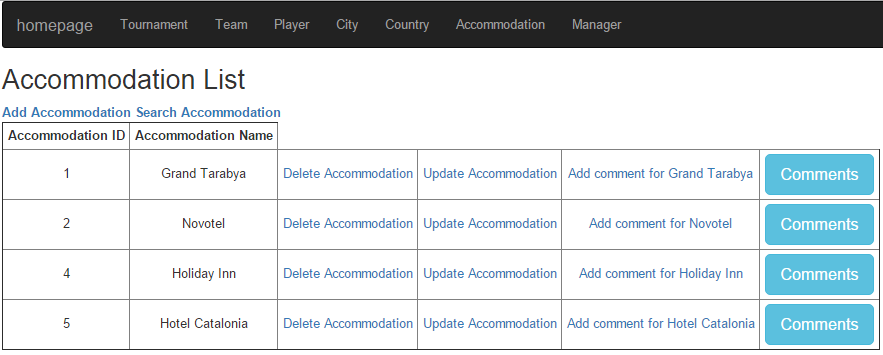 homepage Tournament Team Player City Country Accommodation Manager
Accommodation List
Add Accommodation Search Accommodation
Accommodation ID Accommodation Name
1 Grand Tarabya Delete Accommodation Update Accommodation Add comment for Grand Tarabya Comments
2 Novotel Delete Accommodation Update Accommodation Add comment for Novotel Comments
4 Holiday Inn Delete Accommodation Update Accommodation Add comment for Holiday Inn Comments
5 Hotel Catalonia Delete Accommodation Update Accommodation Add comment for Hotel Catalonia Comments